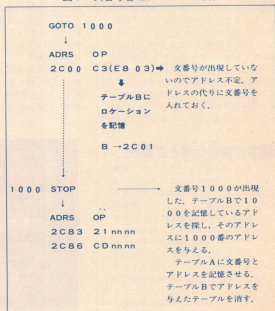 GOTO 1000
↓
ADRS OP
2C00 C3(EB 03)➡ 文番号が出現していな
いのでアドレス不定，ア
ドレスの代りに文番号を
入れておく．
テーブルBに
ロケーション
を記憶
B →2C01
1000 STOP → 文番号1000が出現
した，テーブルBで10
00を記憶しているアド
レスを探し，そのアドレ
スに1000番のアドレ
スを与える．
テーブルAに文番号と
アドレスを記憶させる．
テーブルBでアドレスを
与えたテーブルを消す．
↓
ADRS OP
2C83 21nnnn
2C86 CDnnnn